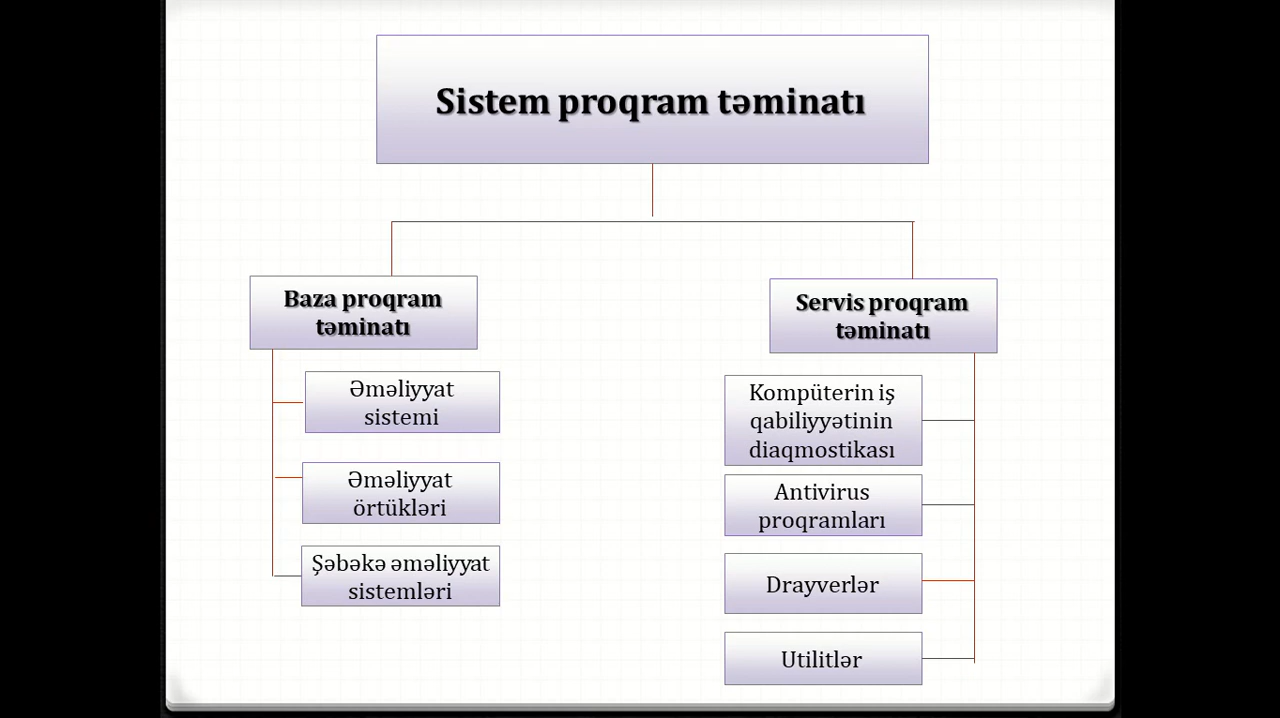 Sistem proqram təminatı
Baza proqram
təminatı
Əməliyyat
sistemi
Əməliyyat
örtükləri
Şəbəkə əməliyyat
sistemləri
Servis proqram
təminatı
Kompüterin iş
qabiliyyətinin
diaqmostikası
Antivirus
proqramları
Drayverlər
Utilitlər